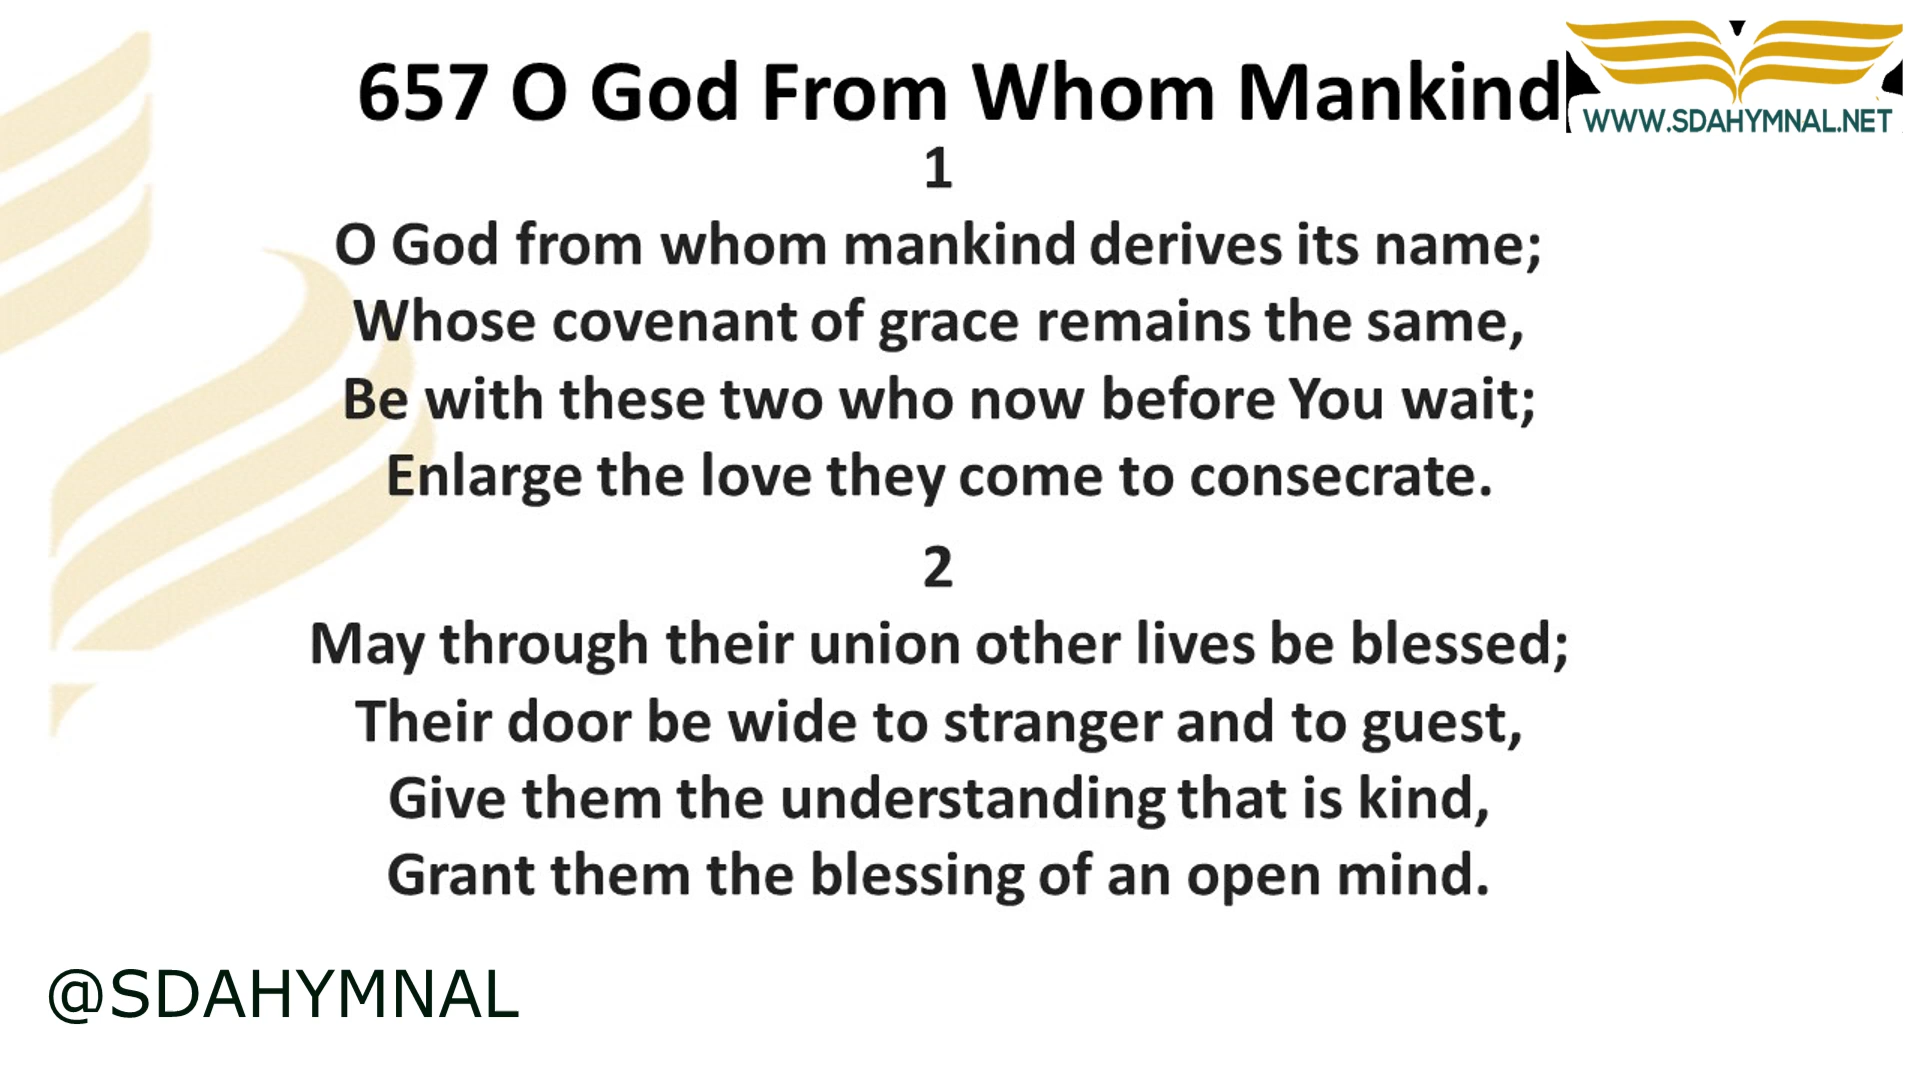 657 O God From Whom Mankind
WWW.SDAHYMNAL.NET
1
O God from whom mankind derives its name;
Whose covenant of grace remains the same,
Be with these two who now before You wait;
Enlarge the love they come to consecrate.
2
May through their union other lives be blessed;
Their door be wide to stranger and to guest,
Give them the understanding that is kind,
Grant them the blessing of an open mind.
@SDAHYMNAL